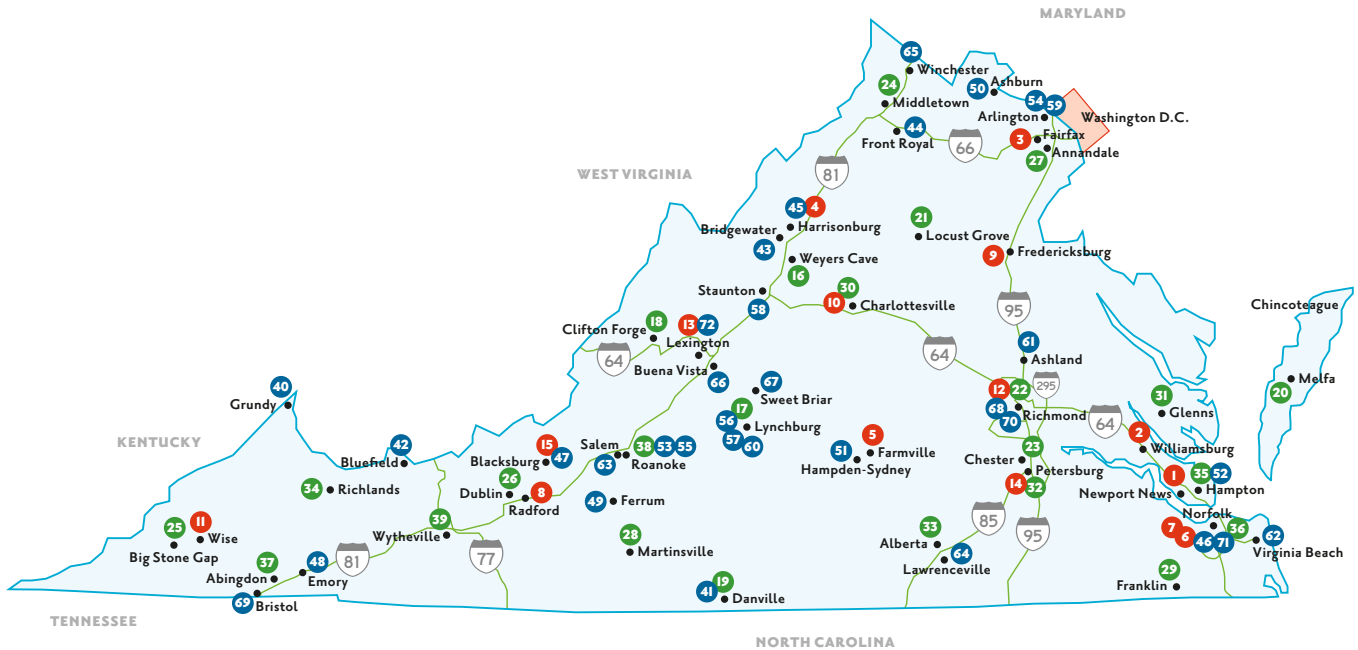 MARYLAND
65
Winchester
24
Middletown
50
Ashburn
54
59
Arlington
Washington D.C.
44
Front Royal
66
3
Fairfax
27
Annandale
81
WEST VIRGINIA
45
4
Harrisonburg
Bridgewater
43
21
Locust Grove
9
Fredericksburg
Weyers Cave
16
Staunton
58
30
10
Charlottesville
95
Chincoteague
18
Clifton Forge
13
72
Lexington
64
Buena Vista
66
64
61
Ashland
295
67
Sweet Briar
17
56
Lynchburg
57
60
12
22
68
70
Richmond
64
31
Glenns
Melfa
20
40
Grundy
KENTUCKY
42
Bluefield
15
Blacksburg
47
Salem
63
38
53
55
Roanoke
5
51
Farmville
Hampden-Sydney
23
Chester
Petersburg
14
32
2
Williamsburg
1
35
52
Newport News
Hampton
34
Richlands
26
Dublin
8
Radford
49
Ferrum
39
Wytheville
25
11
Wise
Big Stone Gap
28
Martinsville
33
Alberta
85
95
64
Lawrenceville
Norfolk
7
6
46
71
36
62
Virginia Beach
37
Abingdon
48
Emory
81
77
69
Bristol
41
19
Danville
29
Franklin
TENNESSEE
NORTH CAROLINA